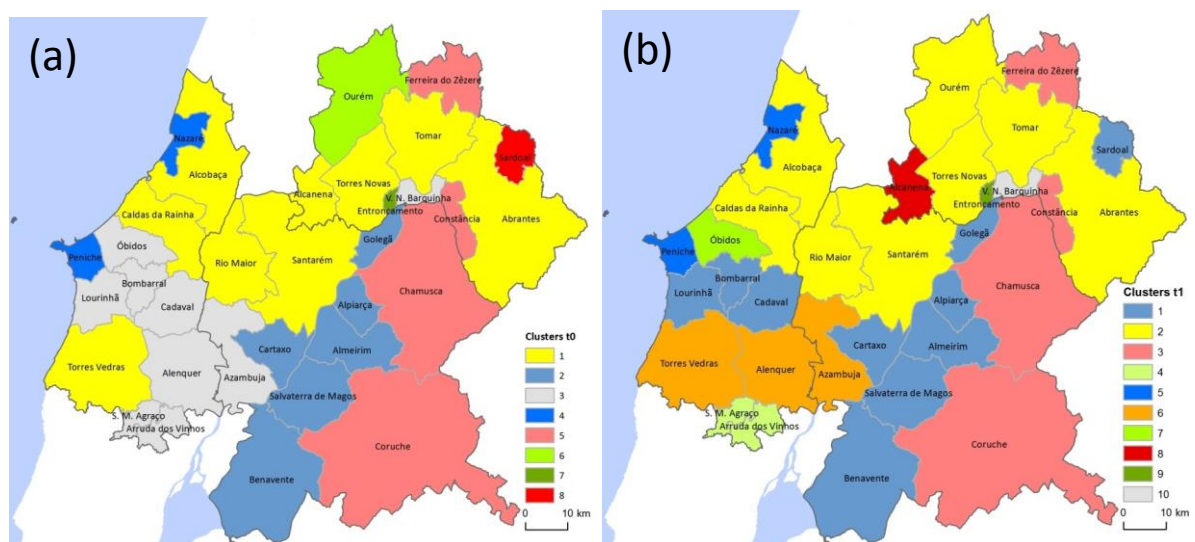 (a)
Ferreira do Zêzere
Ourém
Tomar
Nazaré
Sardoal
Alcobaça
Torres Novas
Alcanena
V. N. Barquinha
Entroncamento
Constância
Abrantes
Caldas da Rainha
Golegã
Óbidos
Peniche
Rio Maior
Santarém
Bombarral
Chamusca
Lourinhã
Cadaval
Alpiarça
Cartaxo
Almeirim
Torres Vedras
Alenquer
Azambuja
Salvaterra de Magos
S. M. Agraço
Arruda dos Vinhos
Coruche
Benavente
Clusters t0
1
2
3
4
5
6
7
8
0 10 km
(b)
Ferreira do Zêzere
Ourém
Tomar
Nazaré
Sardoal
Alcobaça
Torres Novas
Alcanena
V. N. Barquinha
Entroncamento
Constância
Abrantes
Caldas da Rainha
Golegã
Óbidos
Peniche
Rio Maior
Santarém
Bombarral
Chamusca
Lourinhã
Cadaval
Alpiarça
Cartaxo
Almeirim
Torres Vedras
Alenquer
Azambuja
Salvaterra de Magos
S. M. Agraço
Arruda dos Vinhos
Coruche
Benavente
Clusters t1
1
2
3
4
5
6
7
8
9
10
0 10 km